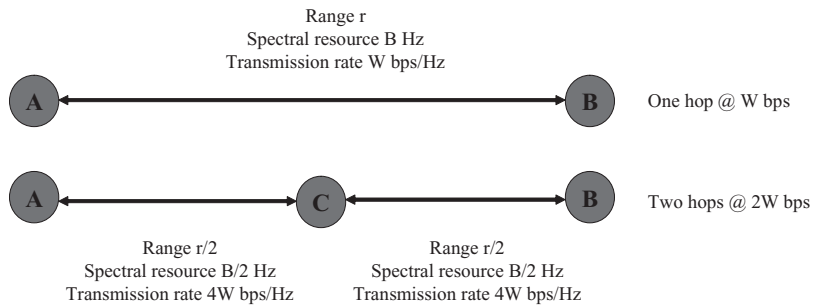 Range r
Spectral resource B Hz
Transmission rate W bps/Hz
A
B
One hop @ W bps
A
C
B
Two hops @ 2W bps
Range r/2
Spectral resource B/2 Hz
Transmission rate 4W bps/Hz
Range r/2
Spectral resource B/2 Hz
Transmission rate 4W bps/Hz